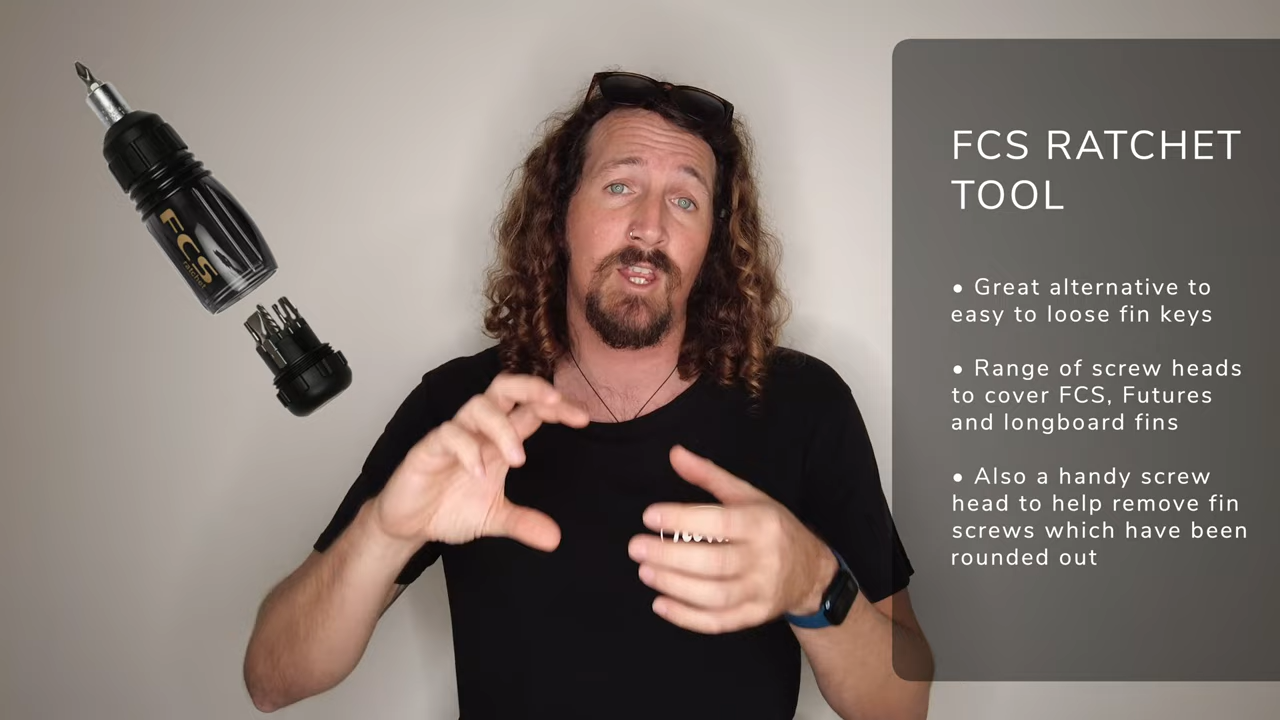 FCS
ratchet
FCS RATCHET
TOOL
• Great alternative to
easy to loose fin keys
• Range of screw heads
to cover FCS, Futures
and longboard fins
• Also a handy screw
head to help remove fin
screws which have been
rounded out